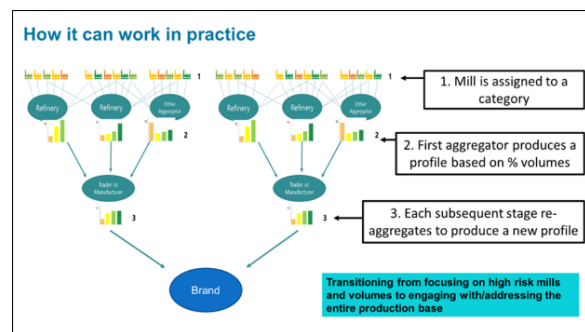 How it can work in practice
1
1
1. Mill is assigned to a
category
Refinery
Refinery
Other
Aggregator
Refinery
Refinery
Other
Aggregator
2
2
2. First aggregator produces a
profile based on % volumes
Trader or
Manufacturer
Trader or
Manufacturer
3
3
3. Each subsequent stage re-
aggregates to produce a new profile
Brand
Transitioning from focusing on high risk mills
and volumes to engaging with/addressing the
entire production base